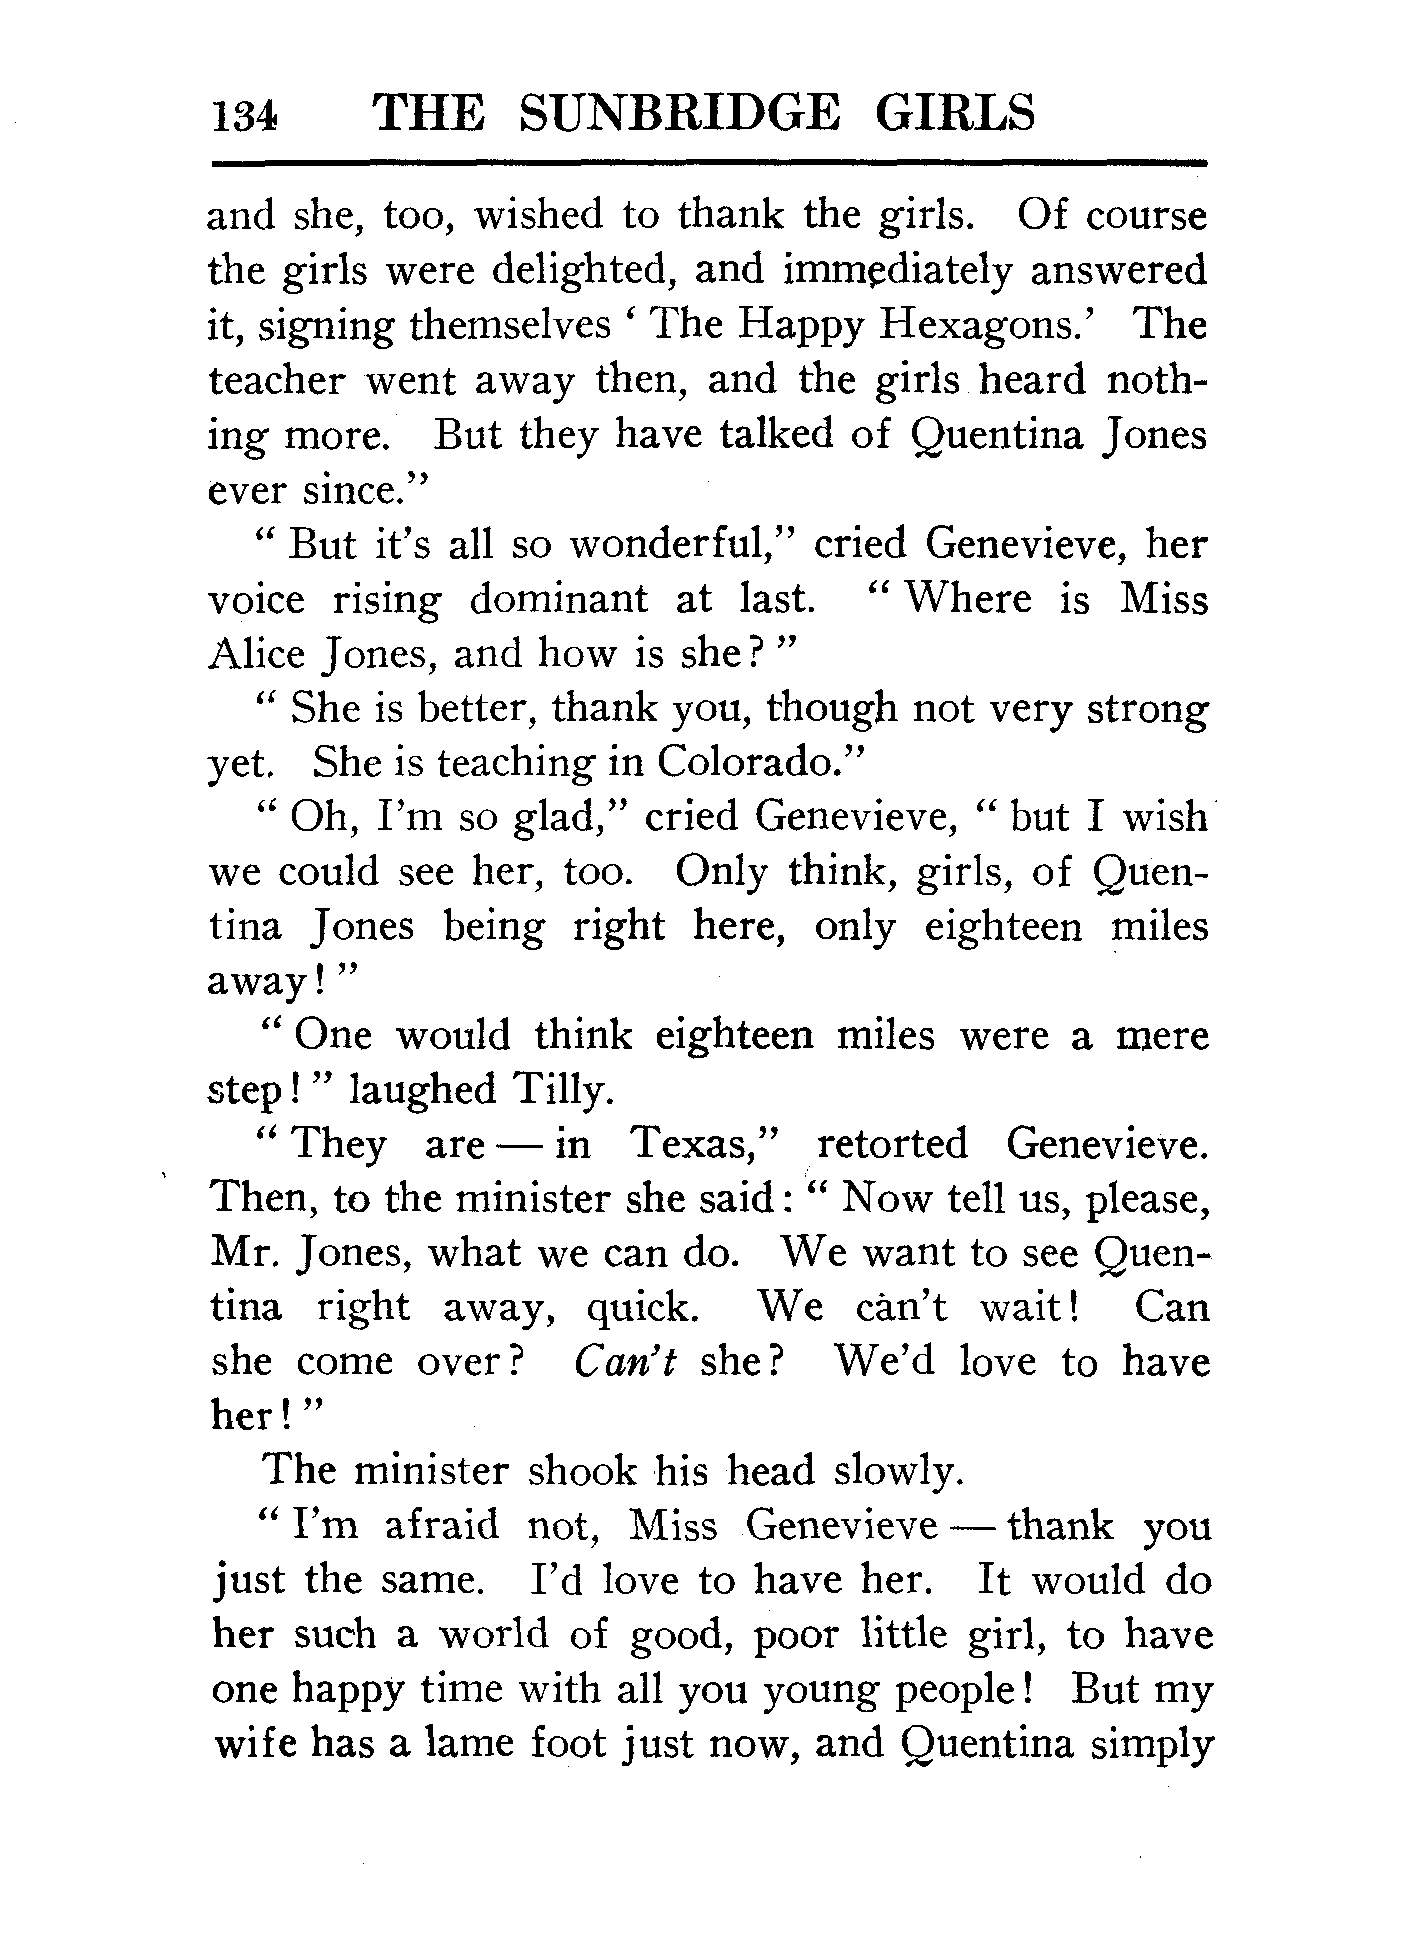 134 THE SUNBRIDGE GIRLS
and she, too, wished to thank the girls. Of course
the girls were delighted, and immediately answered
it, signing themselves ‘ The Happy Hexagons.’ The
teacher went away then, and the girls heard noth-
ing more. But they have talked of Quentina Jones
ever since.”
“ But it’s all so wonderful,” cried Genevieve, her
voice rising dominant at last. “ Where is Miss
Alice Jones, and how is she? ”
“ She is better, thank you, though not very strong
yet. She is teaching in Colorado.”
“ Oh, I’m so glad,” cried Genevieve, “ but I wish
we could see her, too. Only think, girls, of Quen-
tina Jones being right here, only eighteen miles
away! ”
“ One would think eighteen miles were a mere
step! ” laughed Tilly.
“ They are — in Texas,” retorted Genevieve.
Then, to the minister she said: “ Now tell us, please,
Mr. Jones, what we can do. We want to see Quen-
tina right away, quick. We can’t wait! Can
she come over? Can’t she? We’d love to have
her! ”
The minister shook his head slowly.
“ I’m afraid not, Miss Genevieve — thank you
just the same. I’d love to have her. It would do
her such a world of good, poor little girl, to have
one happy time with all you young people! But my
wife has a lame foot just now, and Quentina simply